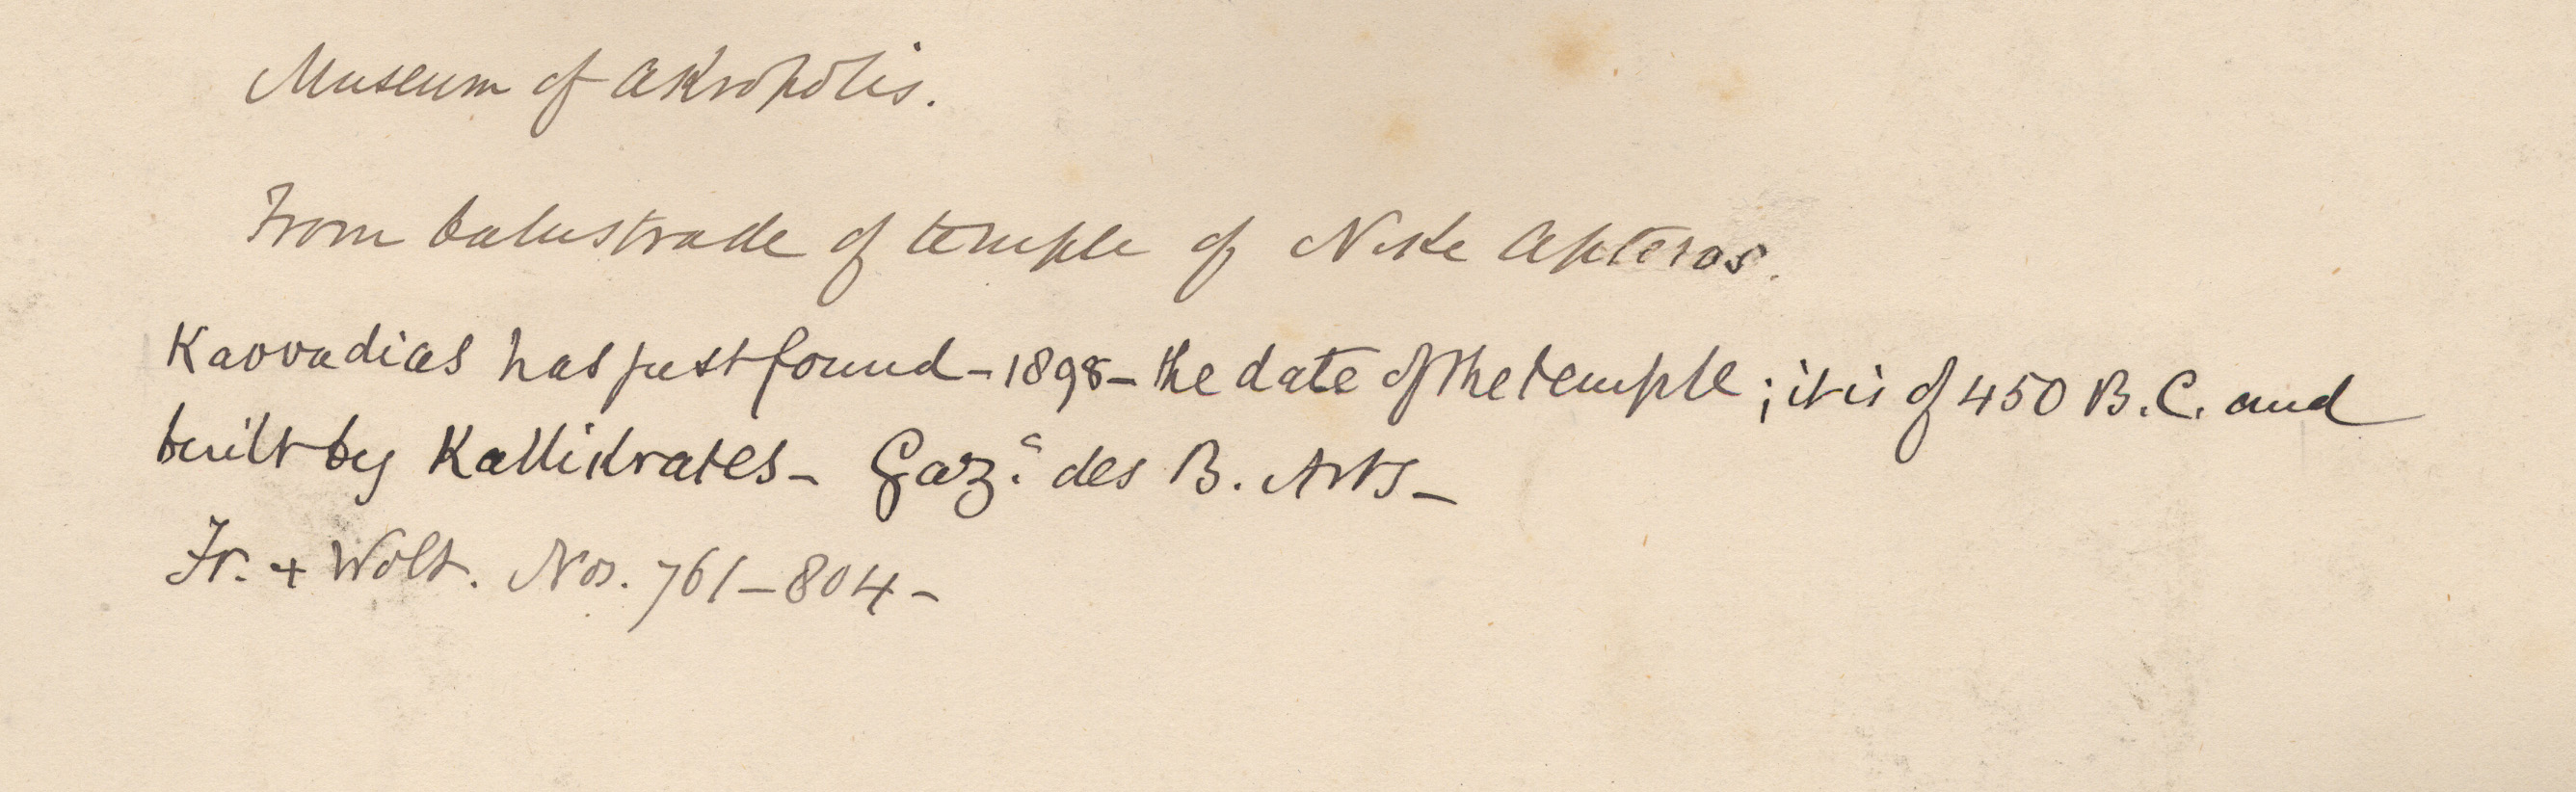 Museum of Akropolis.
From balustrade of temple of Nike Apteros.
Kavvadias has just found – 1898 – the date of the temple; it is of 450 B.C. and
built by Kallikrates – Gaz.e des B. Arts –
Fr. + Wolt. Nos. 761–804 –